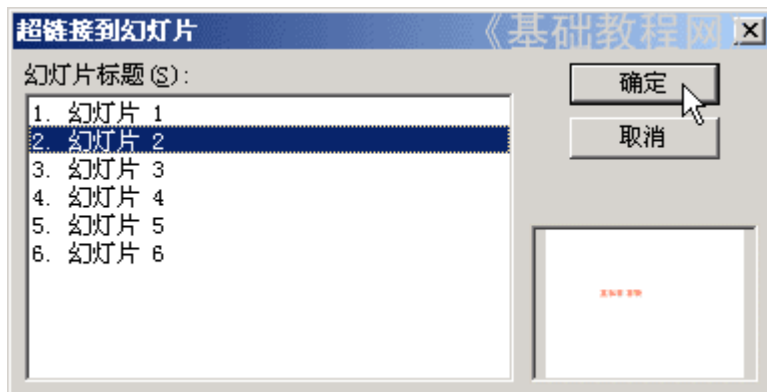 超链接到幻灯片
《基础教程网
幻灯片标题(S):
确定
取消
1. 幻灯片 1
2. 幻灯片 2
3. 幻灯片 3
4. 幻灯片 4
5. 幻灯片 5
6. 幻灯片 6